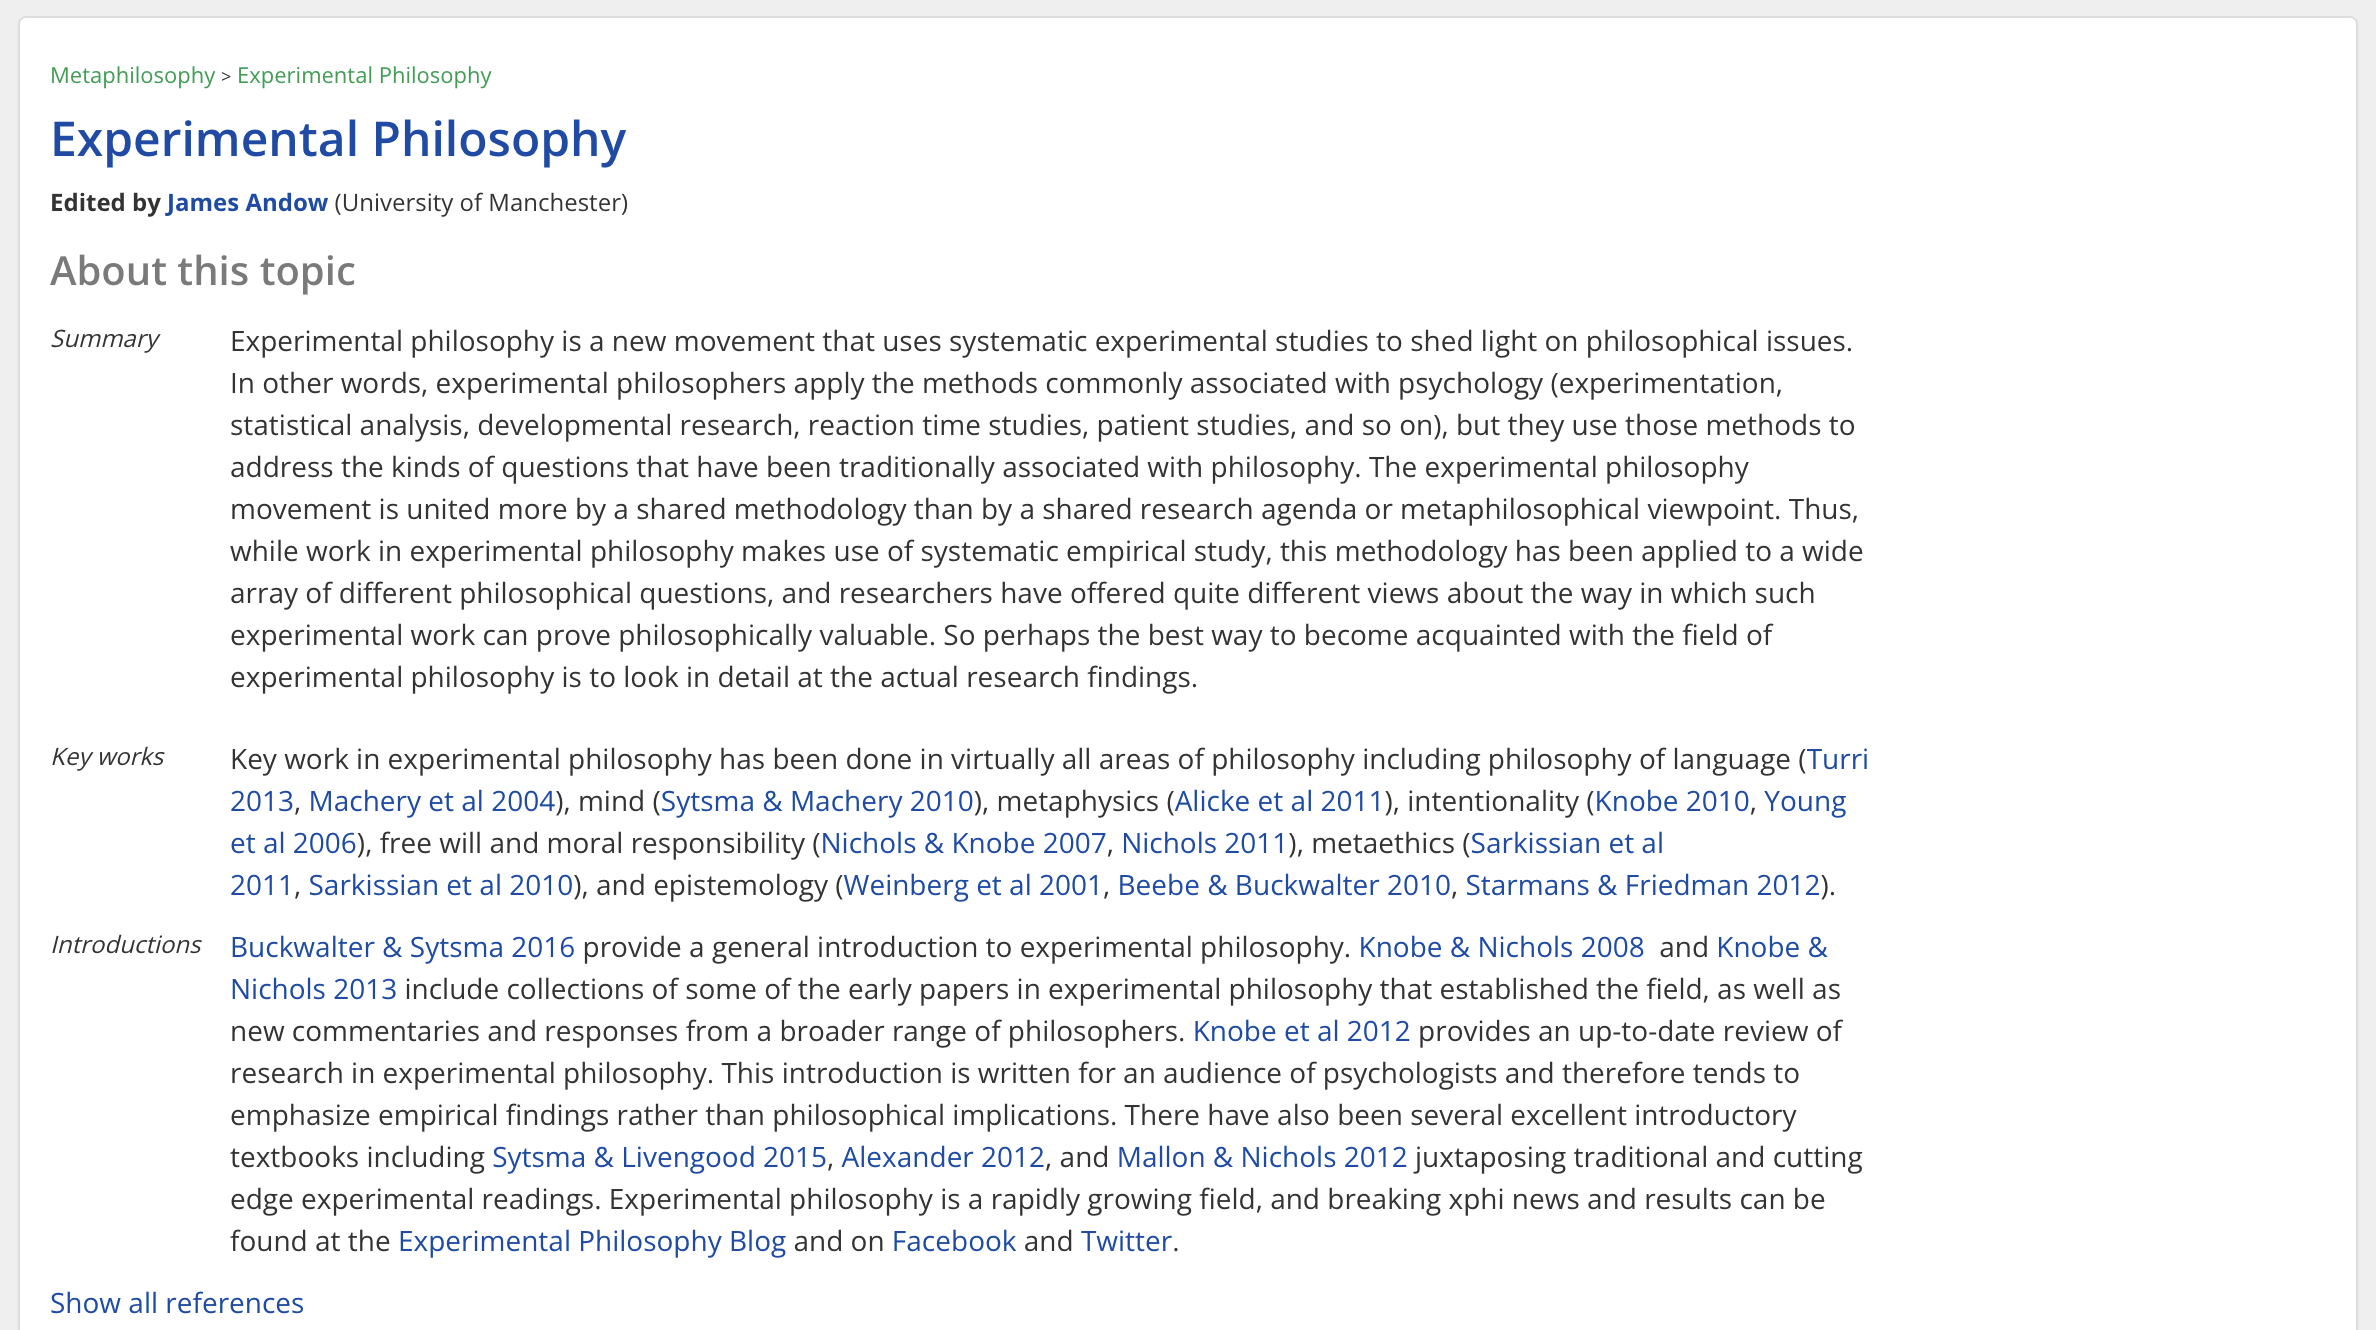 Metaphilosophy > Experimental Philosophy
Experimental Philosophy
Edited by James Andow (University of Manchester)
About this topic
Summary
Experimental philosophy is a new movement that uses systematic experimental studies to shed light on philosophical issues.
In other words, experimental philosophers apply the methods commonly associated with psychology (experimentation,
statistical analysis, developmental research, reaction time studies, patient studies, and so on), but they use those methods to
address the kinds of questions that have been traditionally associated with philosophy. The experimental philosophy
movement is united more by a shared methodology than by a shared research agenda or metaphilosophical viewpoint. Thus,
while work in experimental philosophy makes use of systematic empirical study, this methodology has been applied to a wide
array of different philosophical questions, and researchers have offered quite different views about the way in which such
experimental work can prove philosophically valuable. So perhaps the best way to become acquainted with the field of
experimental philosophy is to look in detail at the actual research findings.
Key works
Key work in experimental philosophy has been done in virtually all areas of philosophy including philosophy of language (Turri
2013, Machery et al 2004), mind (Sytsma & Machery 2010), metaphysics (Alicke et al 2011), intentionality (Knobe 2010, Young
et al 2006), free will and moral responsibility (Nichols & Knobe 2007, Nichols 2011), metaethics (Sarkissian et al
2011, Sarkissian et al 2010), and epistemology (Weinberg et al 2001, Beebe & Buckwalter 2010, Starmans & Friedman 2012).
Introductions
Buckwalter & Sytsma 2016 provide a general introduction to experimental philosophy. Knobe & Nichols 2008 and Knobe &
Nichols 2013 include collections of some of the early papers in experimental philosophy that established the field, as well as
new commentaries and responses from a broader range of philosophers. Knobe et al 2012 provides an up-to-date review of
research in experimental philosophy. This introduction is written for an audience of psychologists and therefore tends to
emphasize empirical findings rather than philosophical implications. There have also been several excellent introductory
textbooks including Sytsma & Livengood 2015, Alexander 2012, and Mallon & Nichols 2012 juxtaposing traditional and cutting
edge experimental readings. Experimental philosophy is a rapidly growing field, and breaking xphi news and results can be
found at the Experimental Philosophy Blog and on Facebook and Twitter.
Show all references